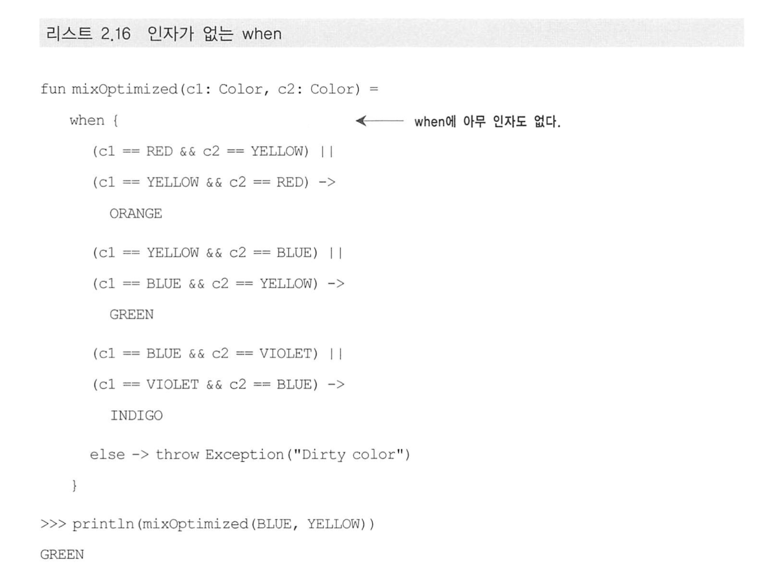 리스트 2.16 인자가 없는 when
fun mixOptimized(c1: Color, c2: Color) =
when {
when에 아무 인자도 없다.
(c1 == RED && c2 == YELLOW) ||
(c1 == YELLOW && c2 == RED) ->
ORANGE
(c1 == YELLOW && c2 == BLUE) ||
(c1 == BLUE && c2 == YELLOW) ->
GREEN
(c1 == BLUE && c2 == VIOLET) ||
(c1 == VIOLET && c2 == BLUE) ->
INDIGO
else -> throw Exception("Dirty color")
}
>>> println(mixOptimized(BLUE, YELLOW))
GREEN